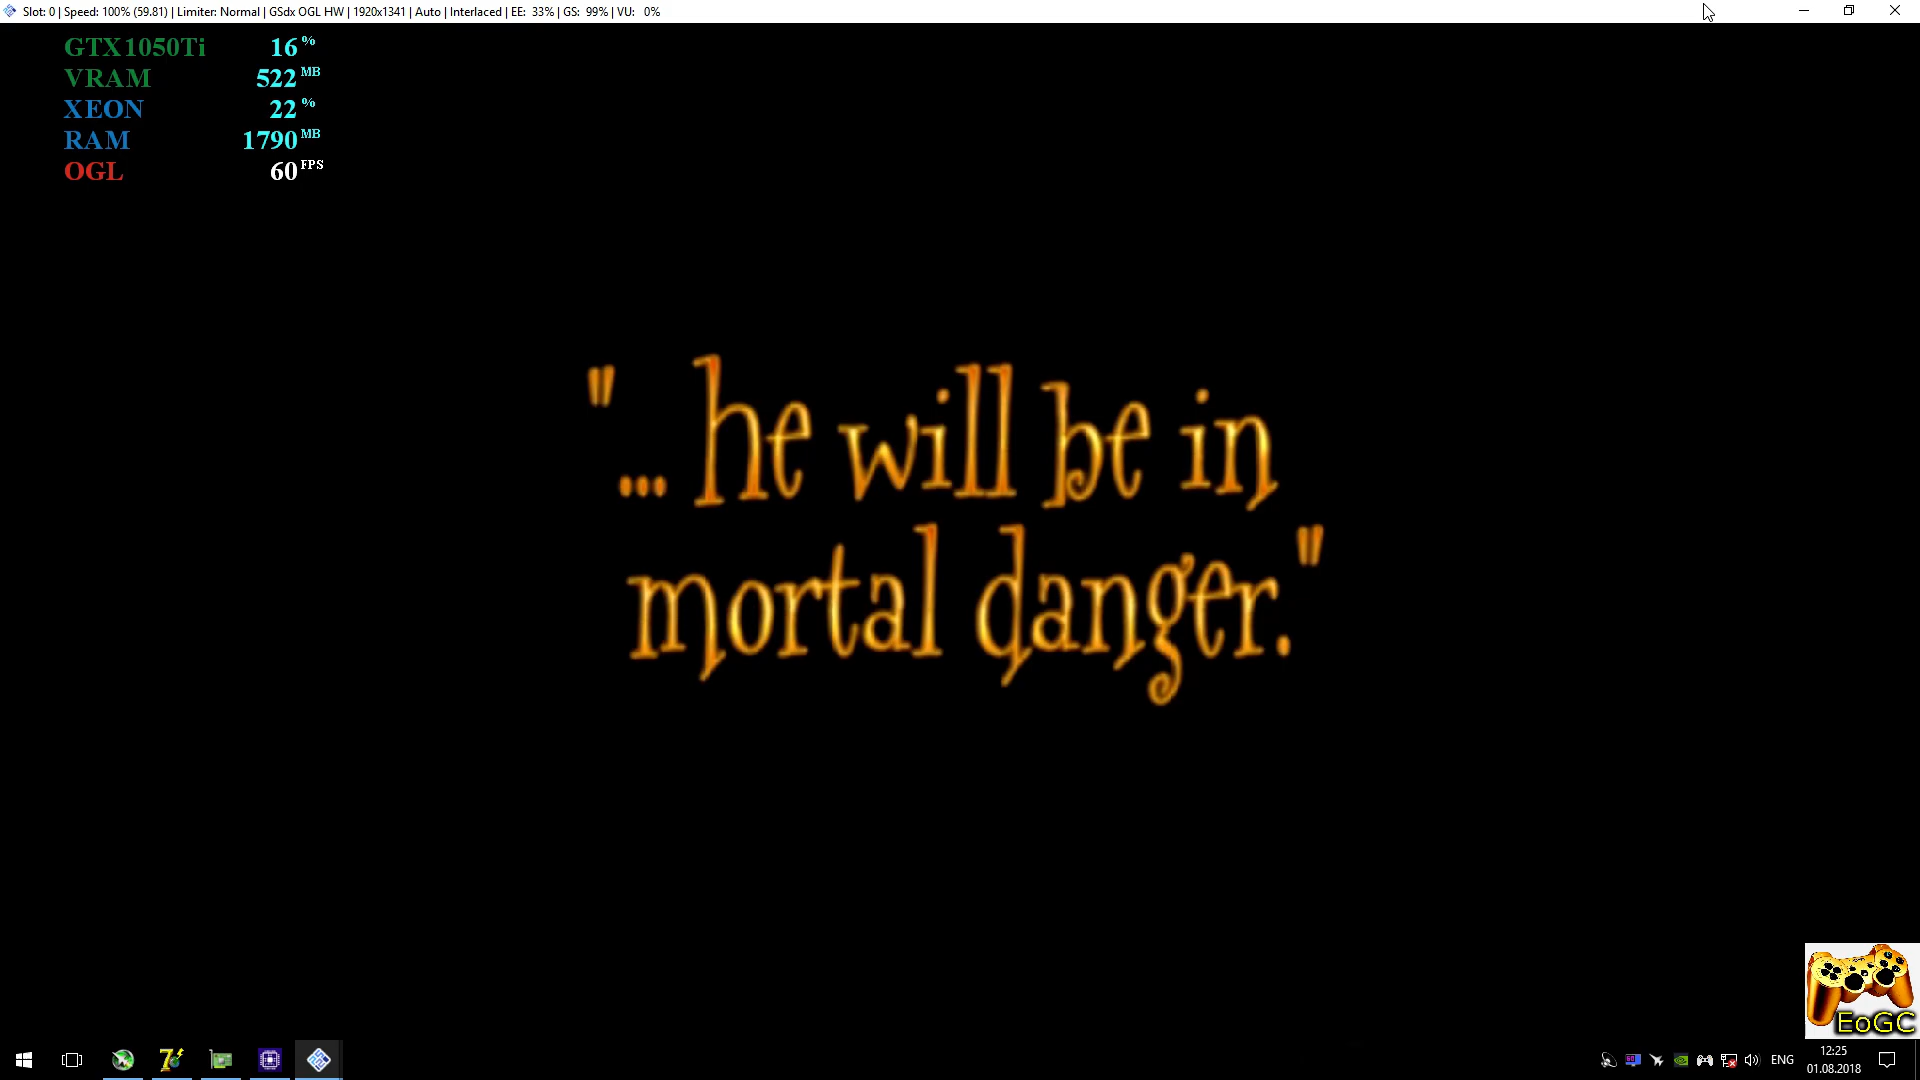 Slot: 0 | Speed: 100% (59.81) | Limiter: Normal | GSdx OGL HW | 1920x1341 | Auto | Interlaced | EE: 33% | GS: 99% | VU: 0%
GTX1050Ti 16 %
VRAM 522 MB
XEON 22 %
RAM 1790 MB
OGL 60 FPS
"... he will be in
mortal danger."
EoGC
7
ENG
12:25
01.08.2018